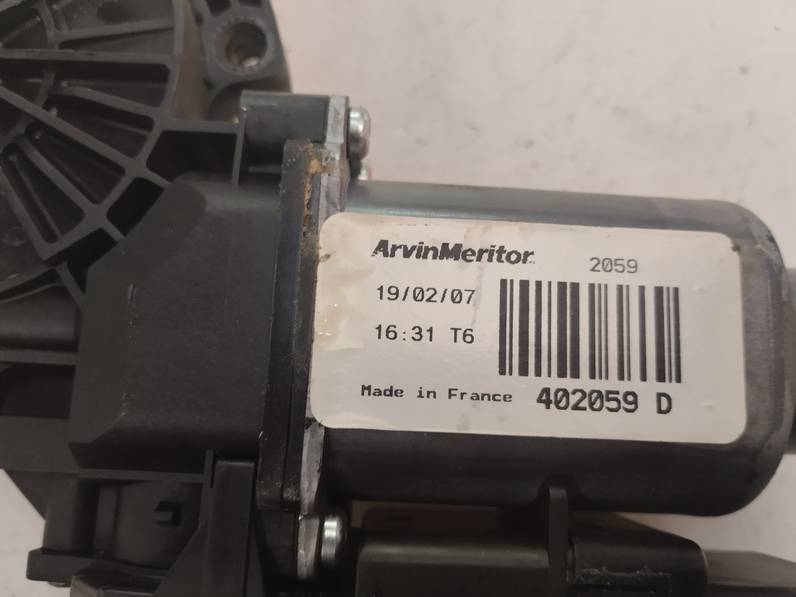 ArvinMeritor. 2059
19/02/07
16:31 T6
Made in France 402059 D